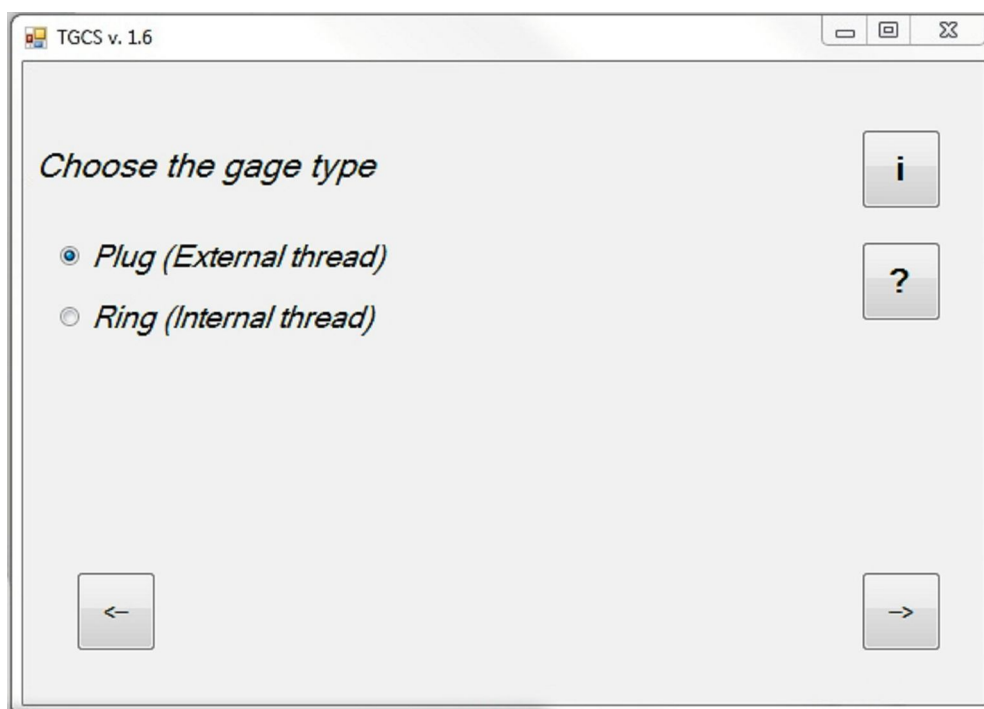 TGCS v. 1.6
Choose the gage type
i
Plug (External thread)
?
Ring (Internal thread)
<-
->